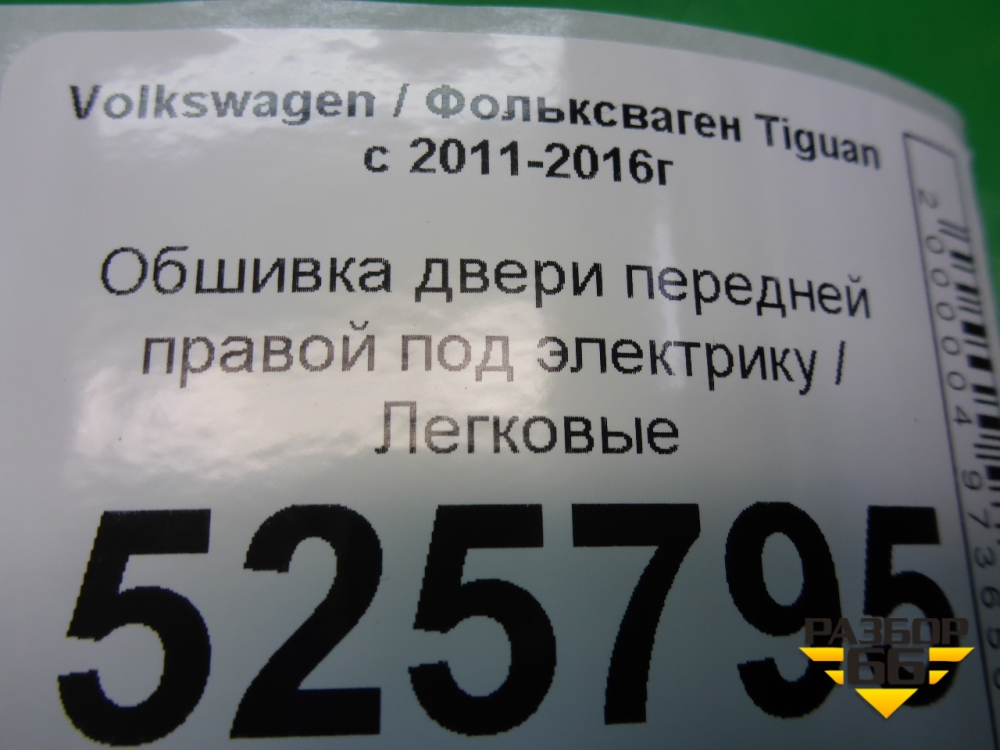 Volkswagen / Фольксваген Tiguan
с 2011-2016г
Обшивка двери передней
правой под электрику /
Легковые
525795
РАЗБОР
66